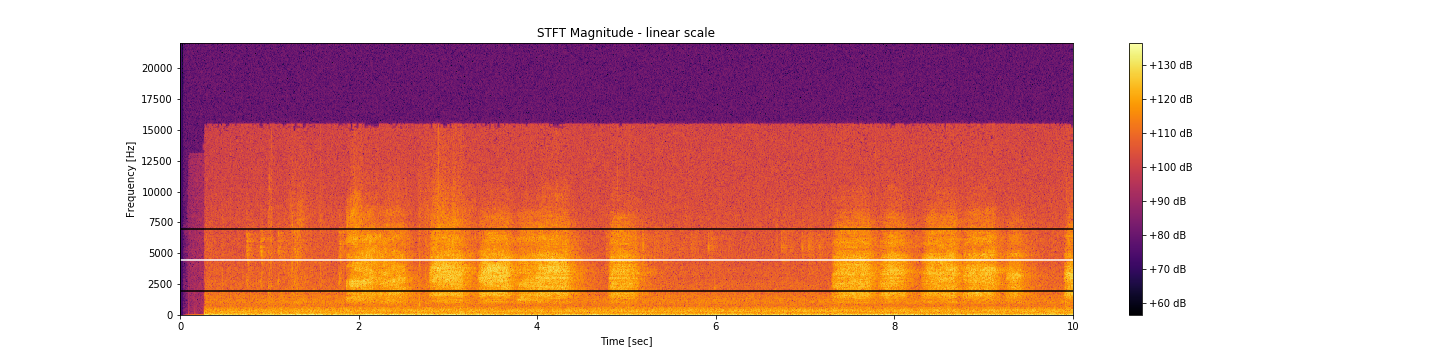 STFT Magnitude - linear scale
Frequency [Hz]
20000
17500
15000
12500
10000
7500
5000
2500
0
0 2 4 6 8 10
Time [sec]
+130 dB
+120 dB
+110 dB
+100 dB
+90 dB
+80 dB
+70 dB
+60 dB